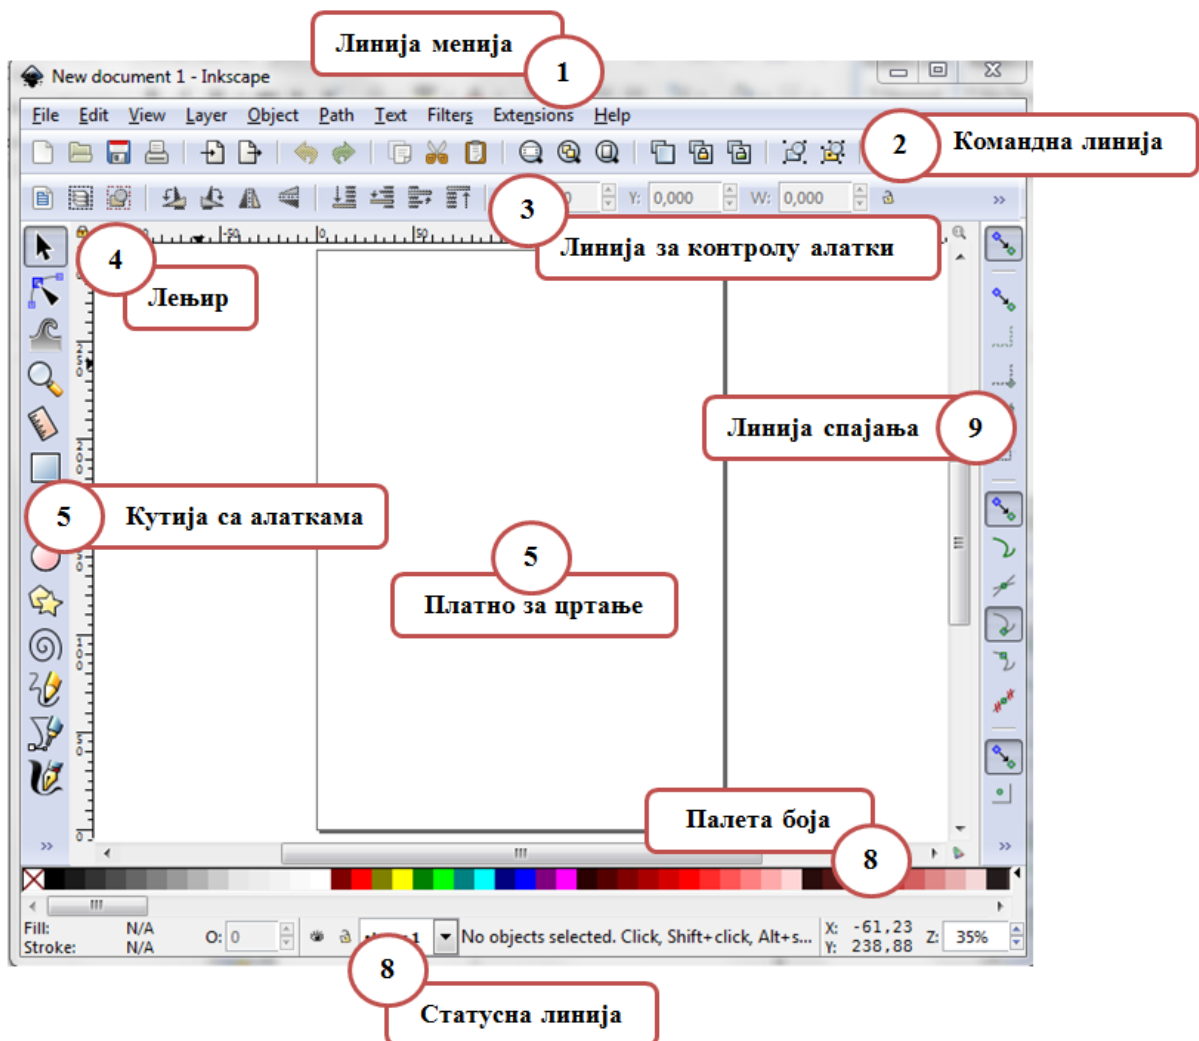 Линија менија
1
New document 1 - Inkscape
File Edit View Layer Object Path Text Filters Extensions Help
2
Командна линија
3
Y: 0,000 W: 0,000
Линија за контролу алатки
4
Лењир
-50 0 50
Линија спајања
9
5
Кутија са алаткама
5
Платно за цртање
Палета боја
8
Fill: N/A
Stroke: N/A
O: 0
No objects selected. Click, Shift+click, Alt+s...
X: -61,23
Y: 238,88
Z: 35%
8
Статусна линија